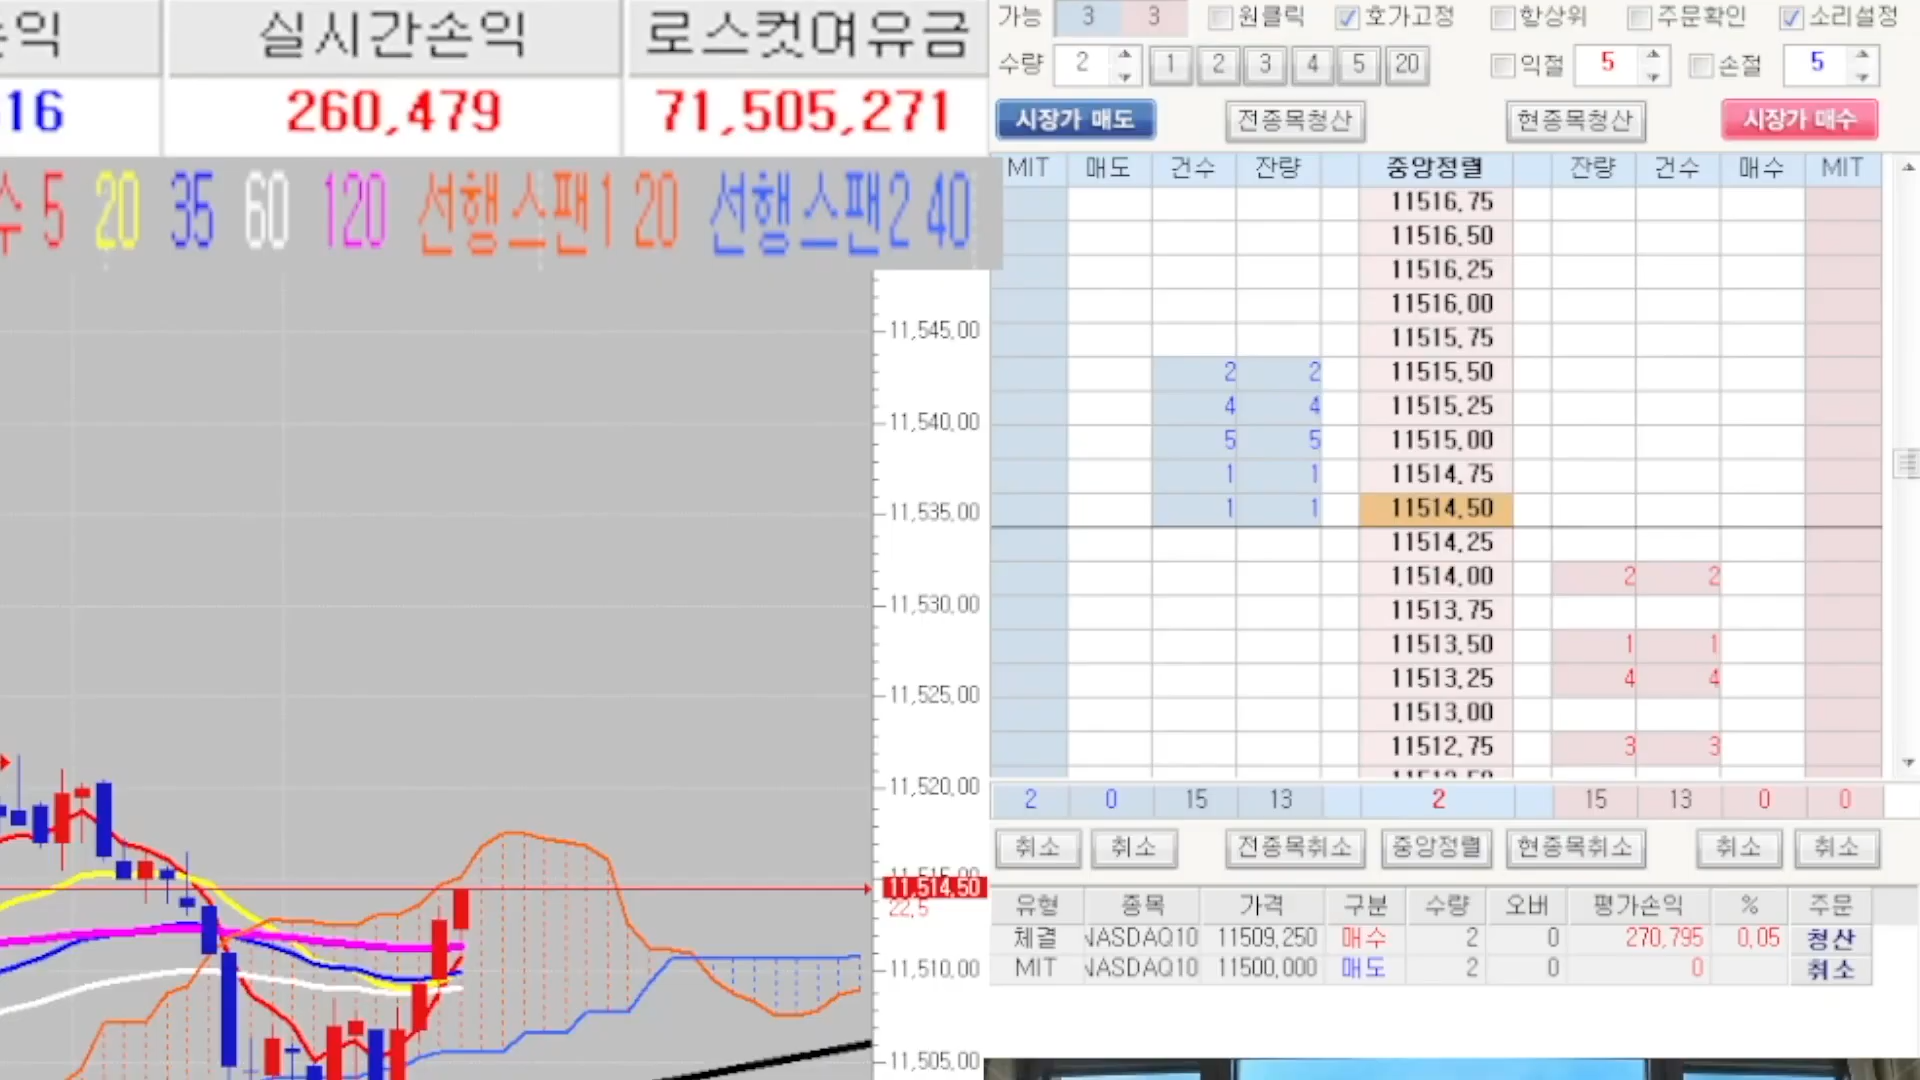 손익 실시간손익 로스컷여유금
16 260,479 71,505,271
수 5 20 35 60 120 선행스팬1 20 선행스팬2 40
11,545.00
11,540.00
11,535.00
11,530.00
11,525.00
11,520.00
11,515.00
11,514.50
22.5
11,510.00
11,505.00
가능 3 3 원클릭 호가고정 항상위 주문확인 소리설정
수량 2 1 2 3 4 5 20 익절 5 손절 5
시장가 매도 전종목청산 현종목청산 시장가 매수
MIT 매도 건수 잔량 중앙정렬 잔량 건수 매수 MIT
11516.75
11516.50
11516.25
11516.00
11515.75
2 2 11515.50
4 4 11515.25
5 5 11515.00
1 1 11514.75
1 1 11514.50
11514.25
11514.00 2 2
11513.75
11513.50 1 1
11513.25 4 4
11513.00
11512.75 3 3
11512.50
2 0 15 13 2 15 13 0 0
취소 취소 전종목취소 중앙정렬 현종목취소 취소 취소
유형 종목 가격 구분 수량 오버 평가손익 % 주문
체결 NASDAQ10 11509.250 매수 2 0 270,795 0.05 청산
MIT NASDAQ10 11500.000 매도 2 0 0 취소